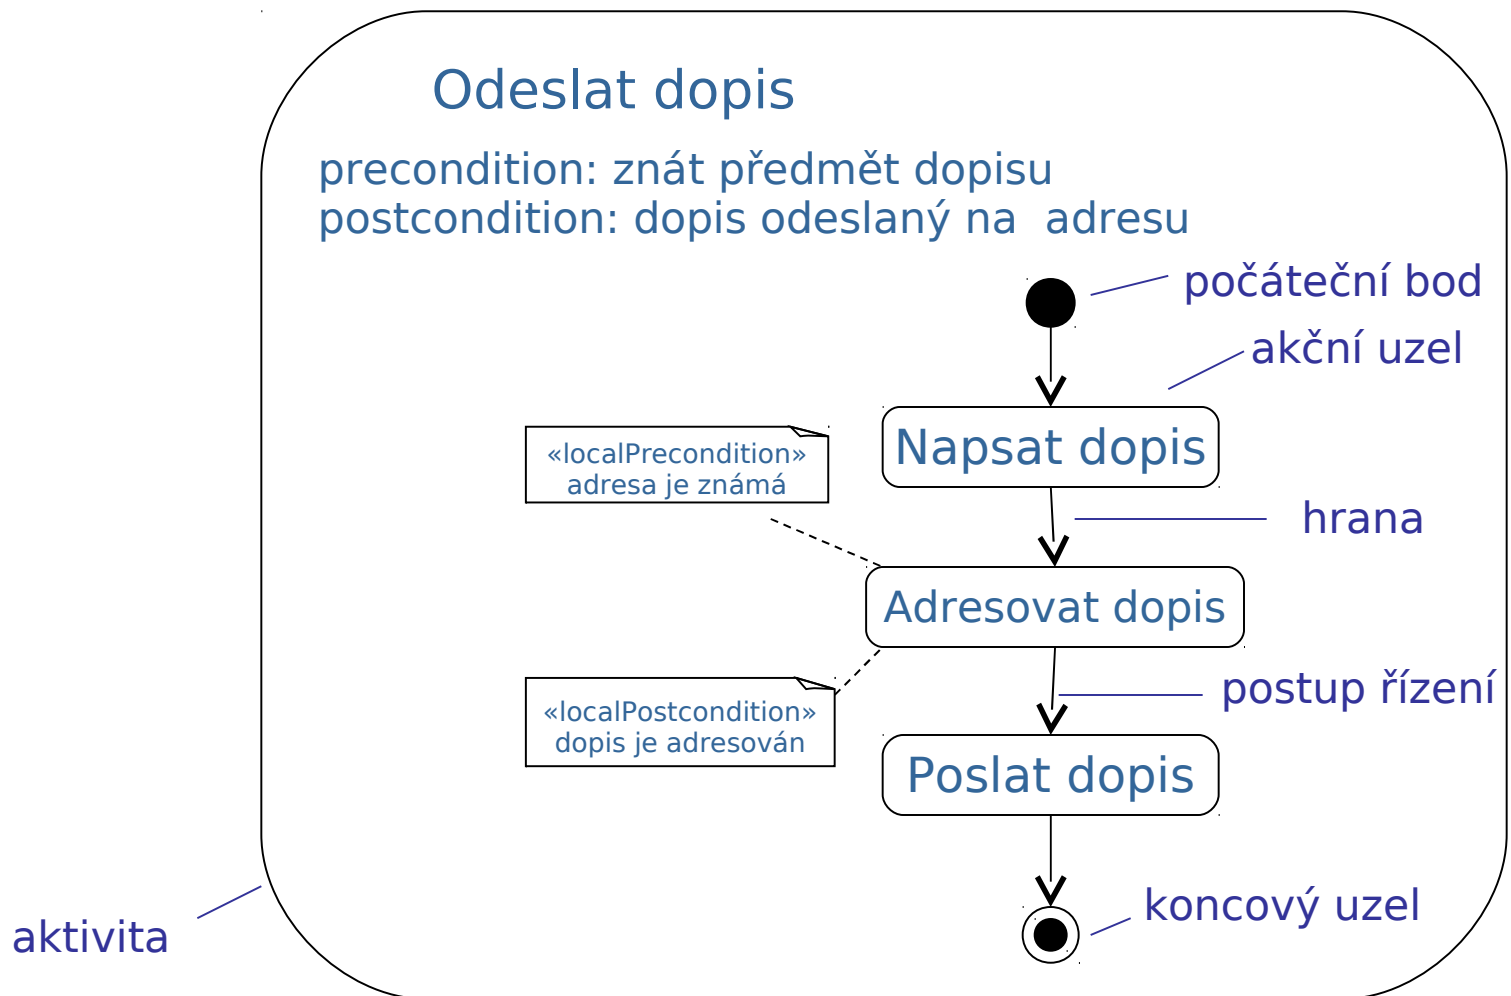 Odeslat dopis
precondition: znát předmět dopisu
postcondition: dopis odeslaný na  adresu
počáteční bod
akční uzel
Napsat dopis
«localPrecondition»
adresa je známá
hrana
Adresovat dopis
postup řízení
«localPostcondition»
dopis je adresován
Poslat dopis
koncový uzel
aktivita